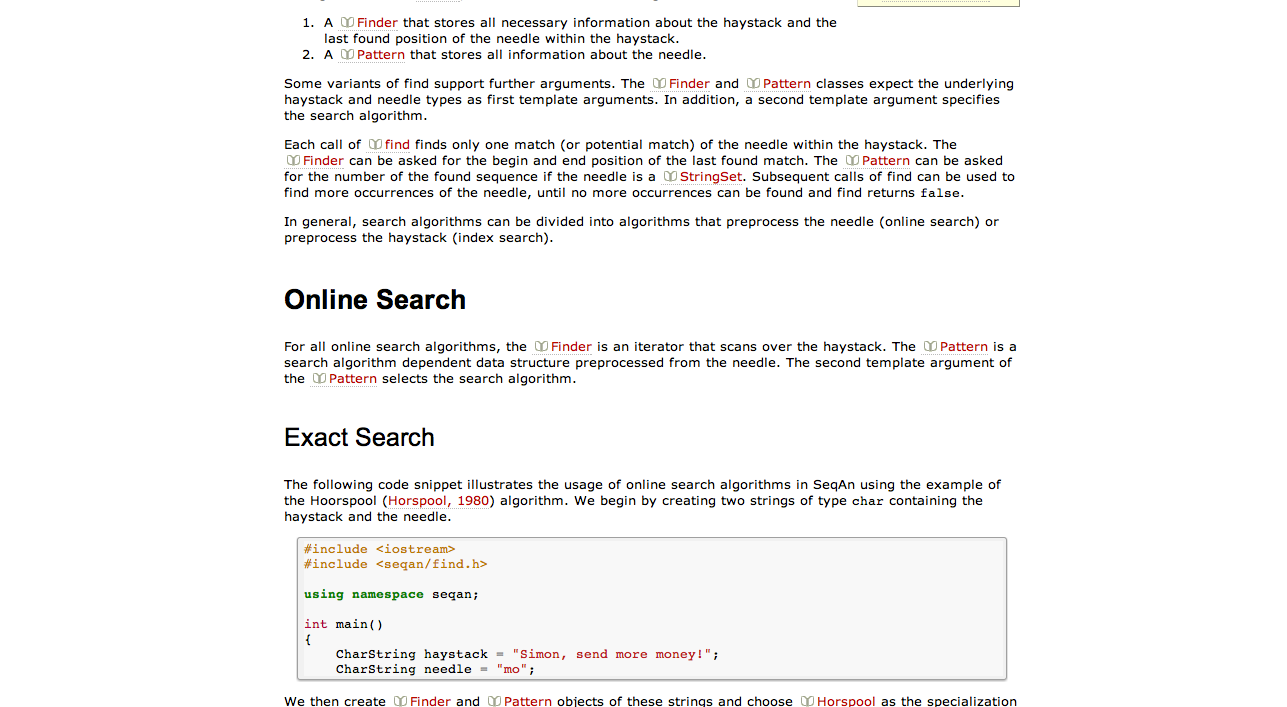 1. A Finder that stores all necessary information about the haystack and the
last found position of the needle within the haystack.
2. A Pattern that stores all information about the needle.
Some variants of find support further arguments. The Finder and Pattern classes expect the underlying
haystack and needle types as first template arguments. In addition, a second template argument specifies
the search algorithm.
Each call of find finds only one match (or potential match) of the needle within the haystack. The
Finder can be asked for the begin and end position of the last found match. The Pattern can be asked
for the number of the found sequence if the needle is a StringSet. Subsequent calls of find can be used to
find more occurrences of the needle, until no more occurrences can be found and find returns false.
In general, search algorithms can be divided into algorithms that preprocess the needle (online search) or
preprocess the haystack (index search).
Online Search
For all online search algorithms, the Finder is an iterator that scans over the haystack. The Pattern is a
search algorithm dependent data structure preprocessed from the needle. The second template argument of
the Pattern selects the search algorithm.
Exact Search
The following code snippet illustrates the usage of online search algorithms in SeqAn using the example of
the Hoorspool (Horspool, 1980) algorithm. We begin by creating two strings of type char containing the
haystack and the needle.
#include <iostream>
#include <seqan/find.h>
using namespace seqan;
int main()
{
CharString haystack = "Simon, send more money!";
CharString needle = "mo";
We then create Finder and Pattern objects of these strings and choose Horspool as the specialization